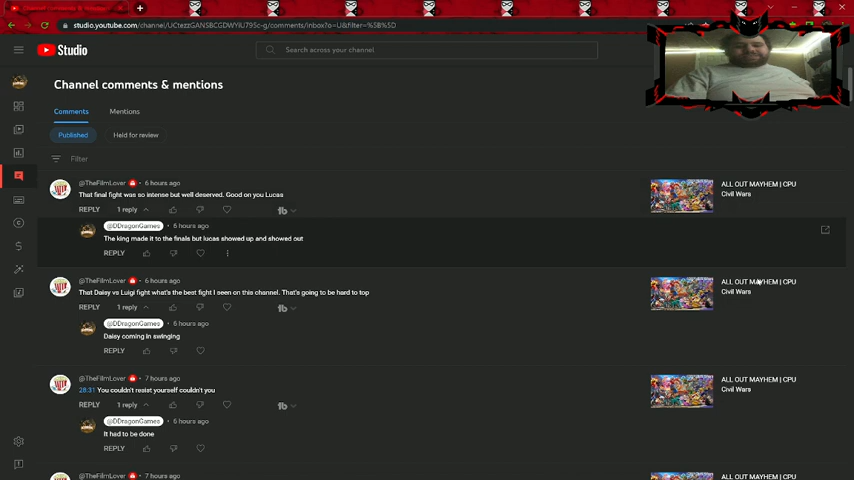 Channel comments & mentions
studio.youtube.com/channel/UCtezzGANSBCGDWYiU795c-g/comments/inbox?o=U&filter=%5B%5D
Studio
Search across your channel
Channel comments & mentions
Comments
Mentions
Published
Held for review
Filter
@TheFilmLover • 6 hours ago
That final fight was so intense but well deserved. Good on you Lucas
REPLY
1 reply
ALL OUT MAYHEM | CPU
Civil Wars
@DDragonGames • 6 hours ago
The king made it to the finals but lucas showed up and showed out
REPLY
@TheFilmLover • 6 hours ago
That Daisy vs Luigi fight what's the best fight I seen on this channel. That's going to be hard to top
REPLY
1 reply
ALL OUT MAYHEM | CPU
Civil Wars
@DDragonGames • 6 hours ago
Daisy coming in swinging
REPLY
@TheFilmLover • 7 hours ago
28:31 You couldn't resist yourself couldn't you
REPLY
1 reply
ALL OUT MAYHEM | CPU
Civil Wars
@DDragonGames • 6 hours ago
It had to be done
REPLY
@TheFilmLover • 7 hours ago
ALL OUT MAYHEM | CPU